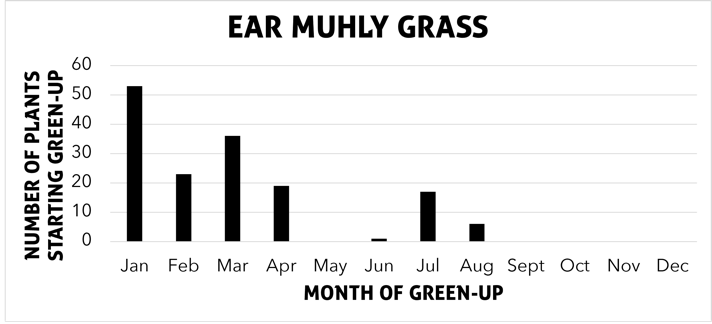 EAR MUHLY GRASS
NUMBER OF PLANTS
STARTING GREEN-UP
60
50
40
30
20
10
0
Jan Feb Mar Apr May Jun Jul Aug Sept Oct Nov Dec
MONTH OF GREEN-UP